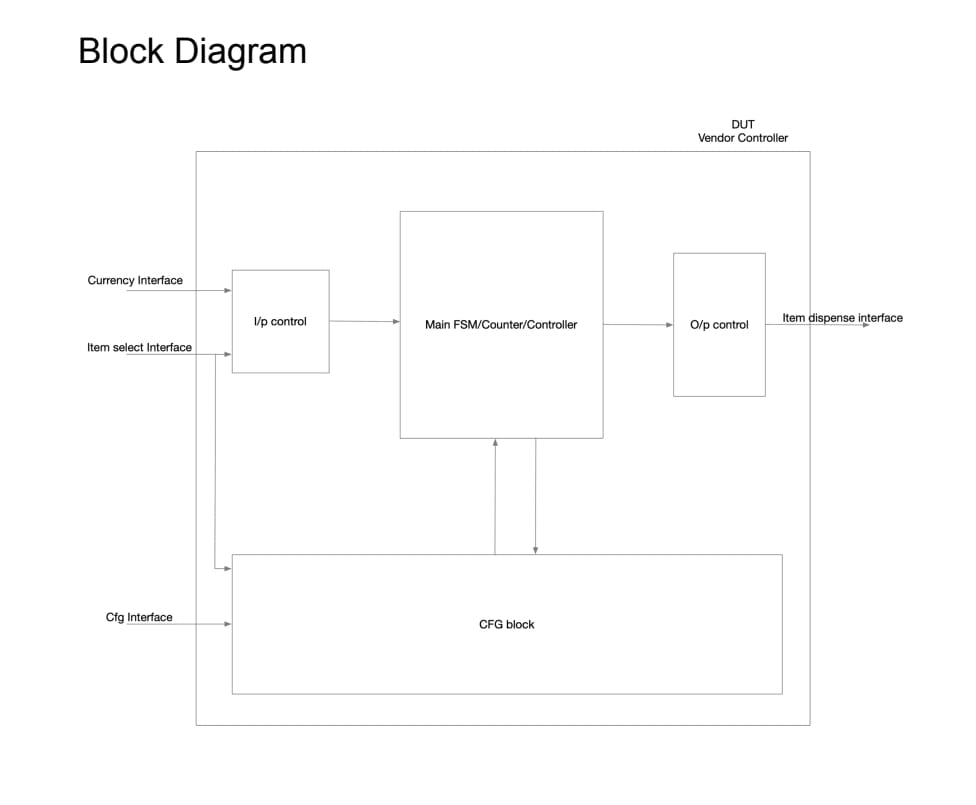 Block Diagram
DUT
Vendor Controller
Currency Interface
I/p control
Main FSM/Counter/Controller
O/p control
Item dispense interface
Item select Interface
Cfg Interface
CFG block